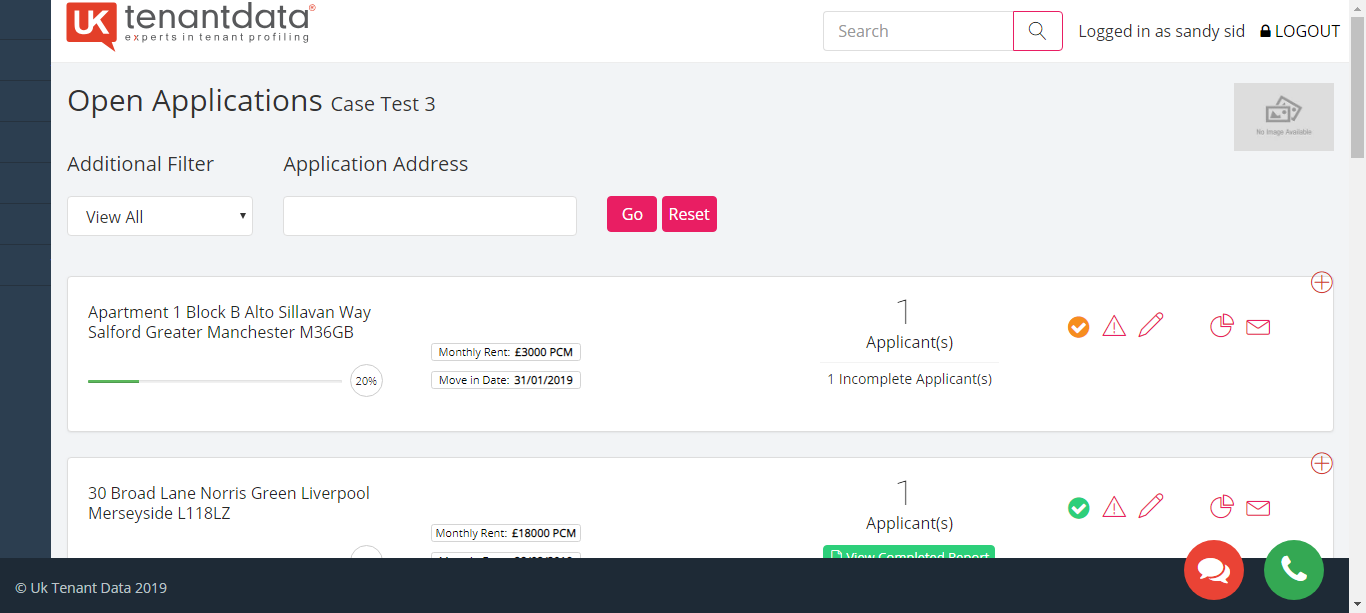 UK tenantdata®
experts in tenant profiling
Search
Logged in as sandy sid
LOGOUT
Open Applications Case Test 3
No Image Available
Additional Filter
Application Address
View All
Go
Reset
Apartment 1 Block B Alto Sillavan Way
Salford Greater Manchester M36GB
20%
Monthly Rent: £3000 PCM
Move in Date: 31/01/2019
1
Applicant(s)
1 Incomplete Applicant(s)
30 Broad Lane Norris Green Liverpool
Merseyside L118LZ
Monthly Rent: £18000 PCM
1
Applicant(s)
View Completed Report
© Uk Tenant Data 2019